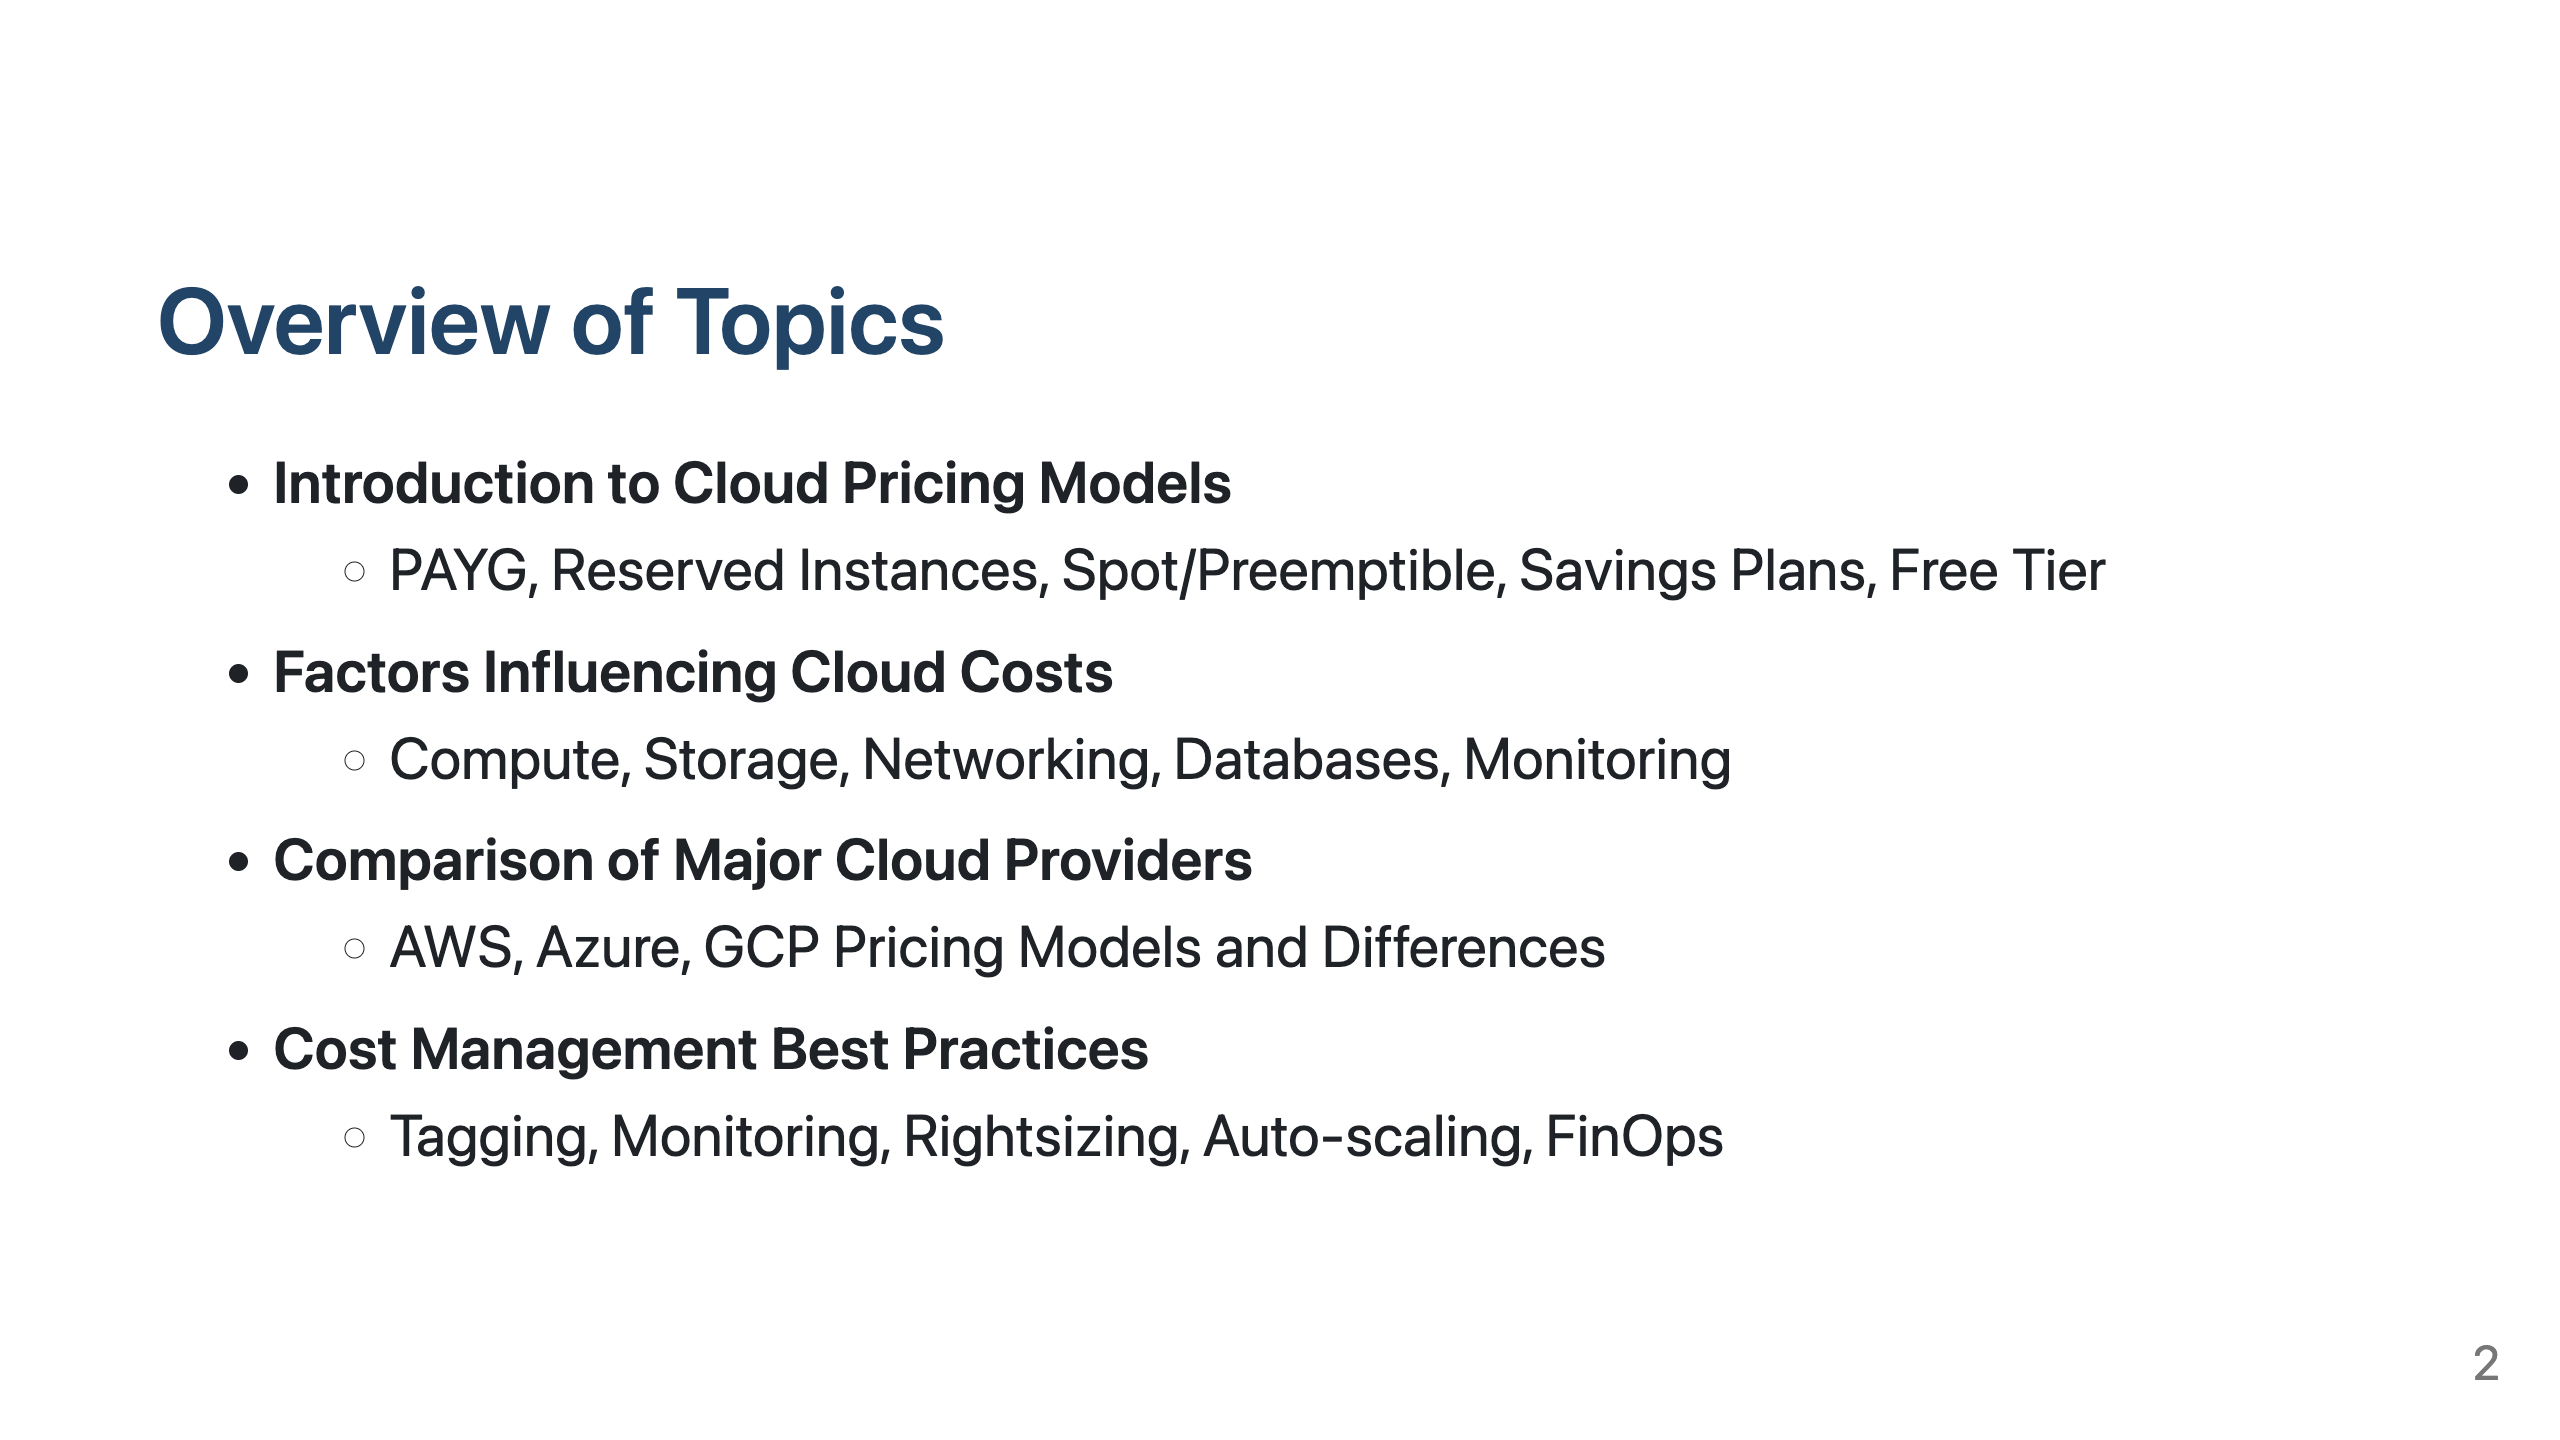 Overview of Topics
• Introduction to Cloud Pricing Models
○ PAYG, Reserved Instances, Spot/Preemptible, Savings Plans, Free Tier
• Factors Influencing Cloud Costs
○ Compute, Storage, Networking, Databases, Monitoring
• Comparison of Major Cloud Providers
○ AWS, Azure, GCP Pricing Models and Differences
• Cost Management Best Practices
○ Tagging, Monitoring, Rightsizing, Auto-scaling, FinOps
2